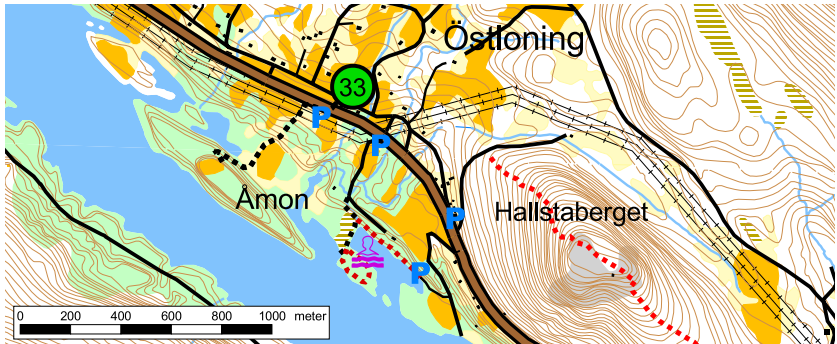 Östloning
33
P
P
Åmon
Hallstaberget
P
P
0 200 400 600 800 1000 meter